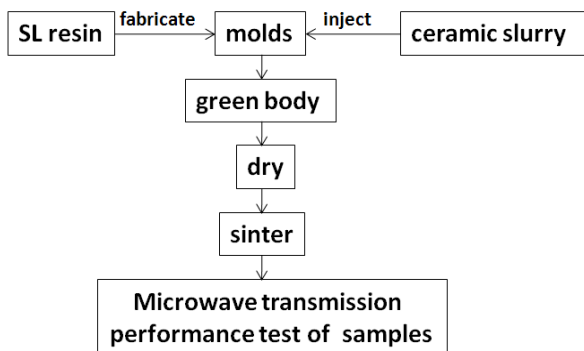 fabricate
inject
SL resin
molds
ceramic slurry
green body
dry
sinter
Microwave transmission
performance test of samples